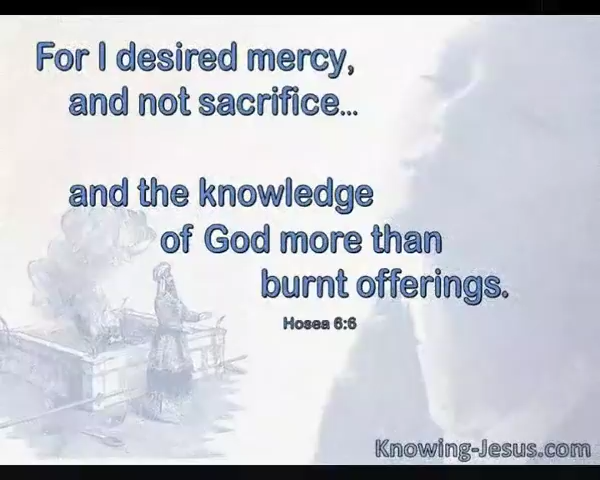 For I desired mercy,
and not sacrifice...
and the knowledge
of God more than
burnt offerings.
Hosea 6:6
Knowing-Jesus.com